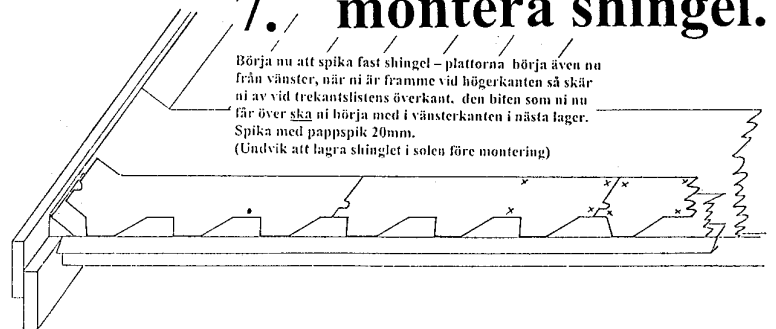 7. montera shingel.
Börja nu att spika fast shingel – plattorna börja även nu
från vänster, när ni är framme vid högerkanten så skär
ni av vid trekantslistens överkant. den biten som ni nu
får över ska ni börja med i vänsterkanten i nästa lager.
Spika med pappspik 20mm.
(Undvik att lagra shinglet i solen före montering)